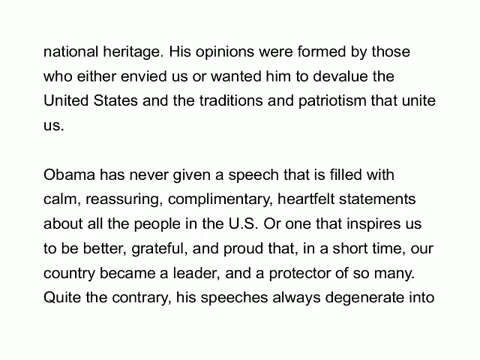 national heritage. His opinions were formed by those
who either envied us or wanted him to devalue the
United States and the traditions and patriotism that unite
us.
Obama has never given a speech that is filled with
calm, reassuring, complimentary, heartfelt statements
about all the people in the U.S. Or one that inspires us
to be better, grateful, and proud that, in a short time, our
country became a leader, and a protector of so many.
Quite the contrary, his speeches always degenerate into